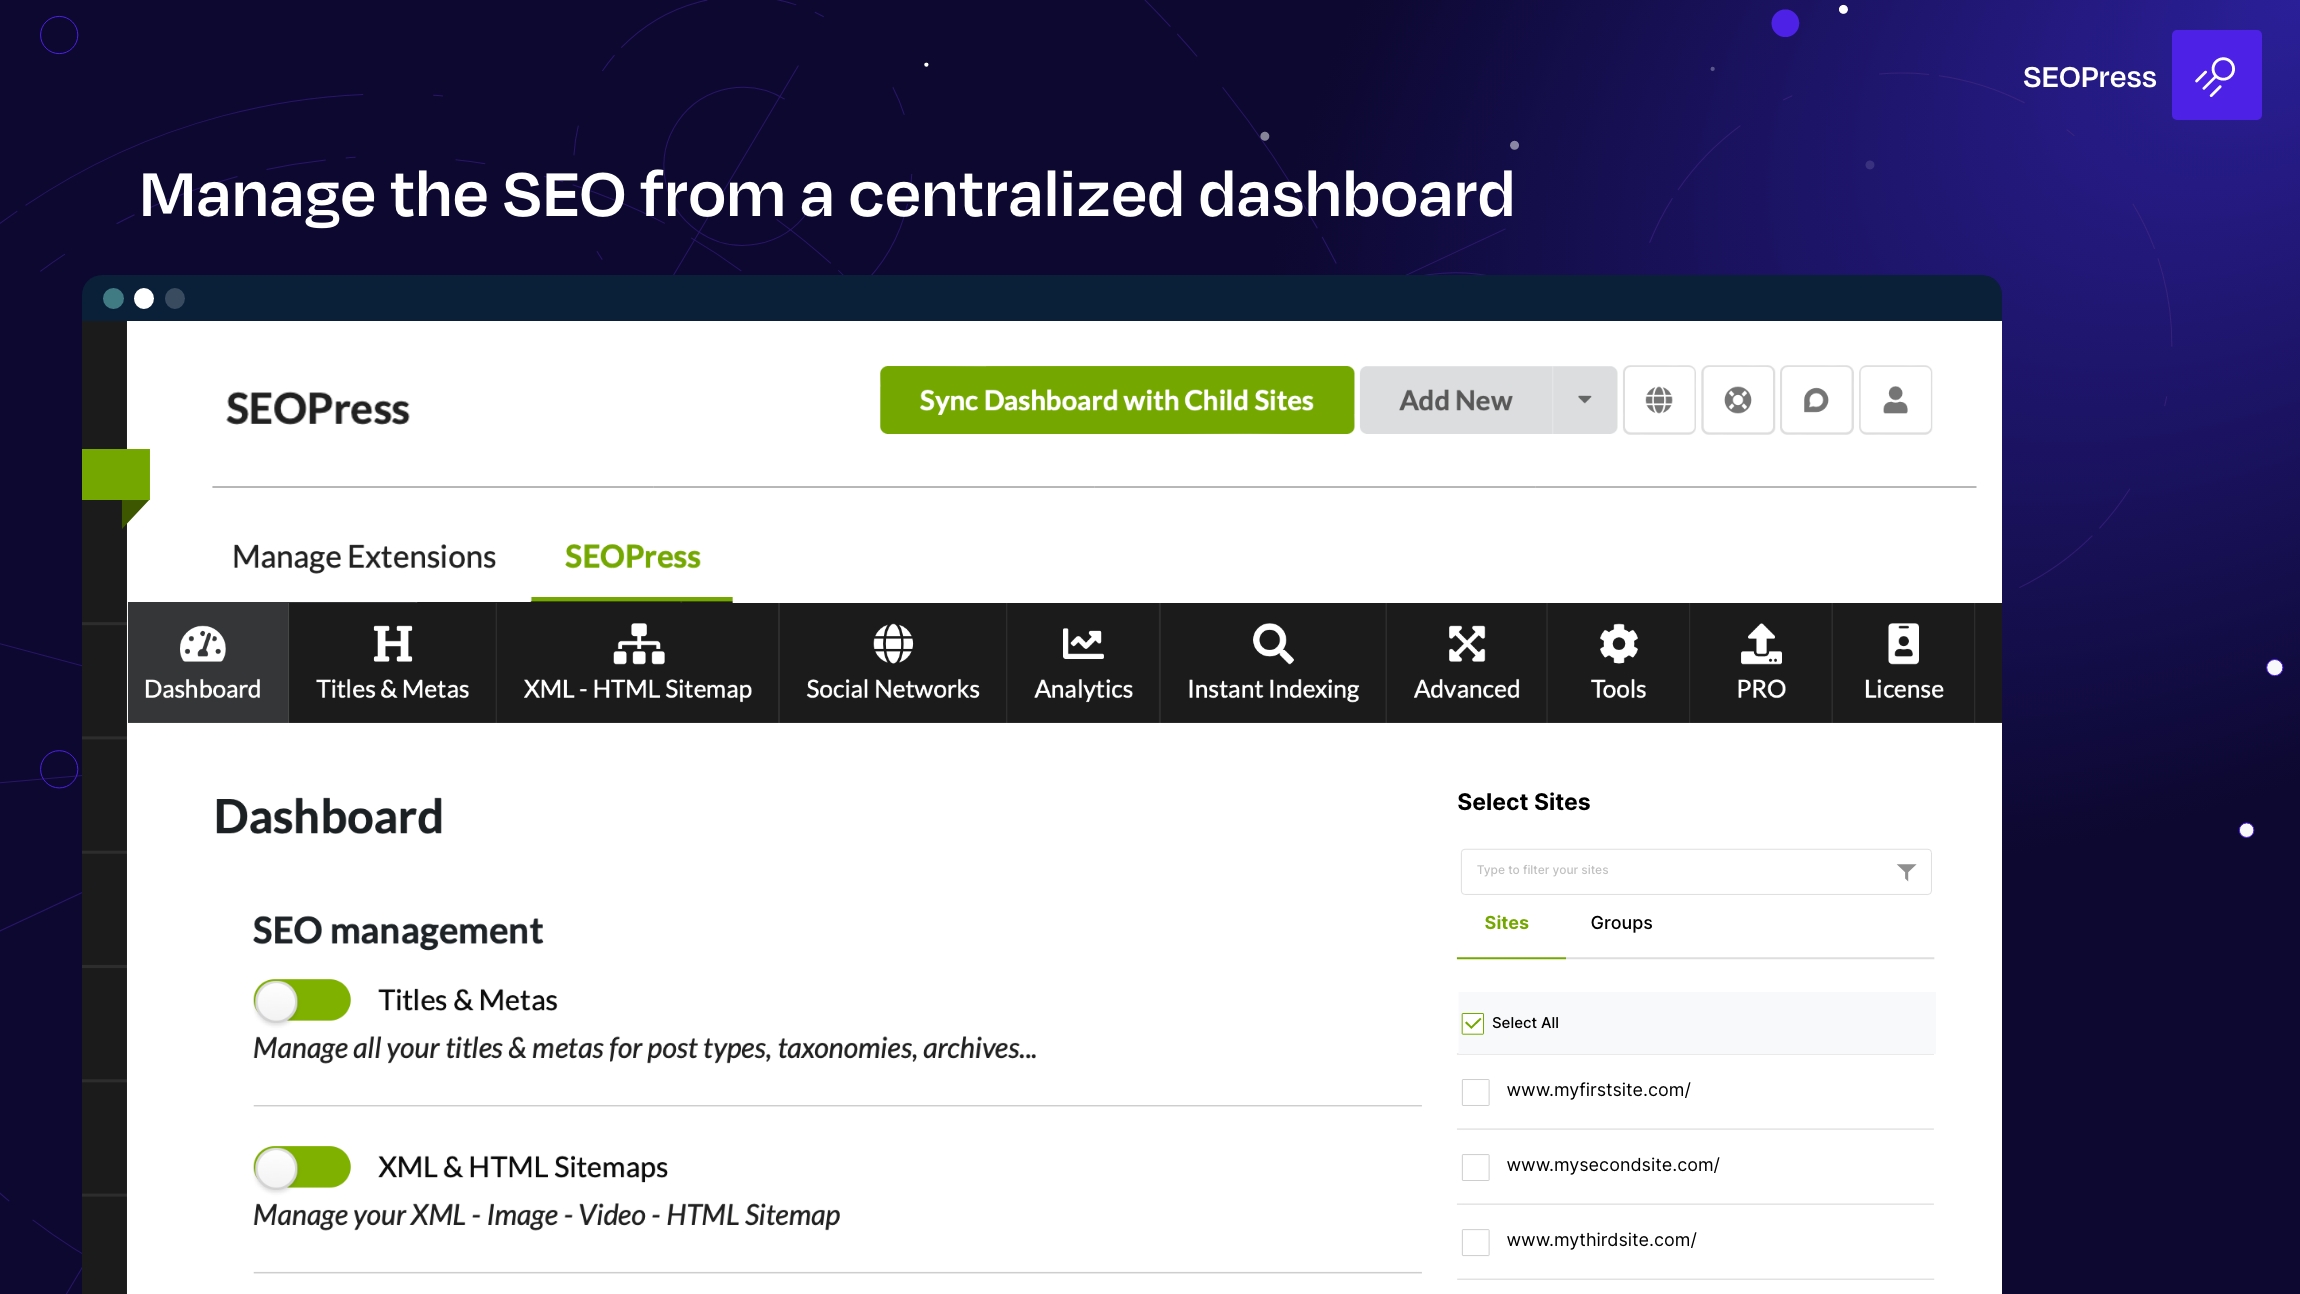 SEOPress
Manage the SEO from a centralized dashboard
SEOPress
Sync Dashboard with Child Sites
Add New
Manage Extensions
SEOPress
Dashboard
Titles & Metas
XML - HTML Sitemap
Social Networks
Analytics
Instant Indexing
Advanced
Tools
PRO
License
Dashboard
SEO management
Titles & Metas
Manage all your titles & metas for post types, taxonomies, archives...
XML & HTML Sitemaps
Manage your XML - Image - Video - HTML Sitemap
Select Sites
Type to filter your sites
Sites
Groups
Select All
www.myfirstsite.com/
www.mysecondsite.com/
www.mythirdsite.com/